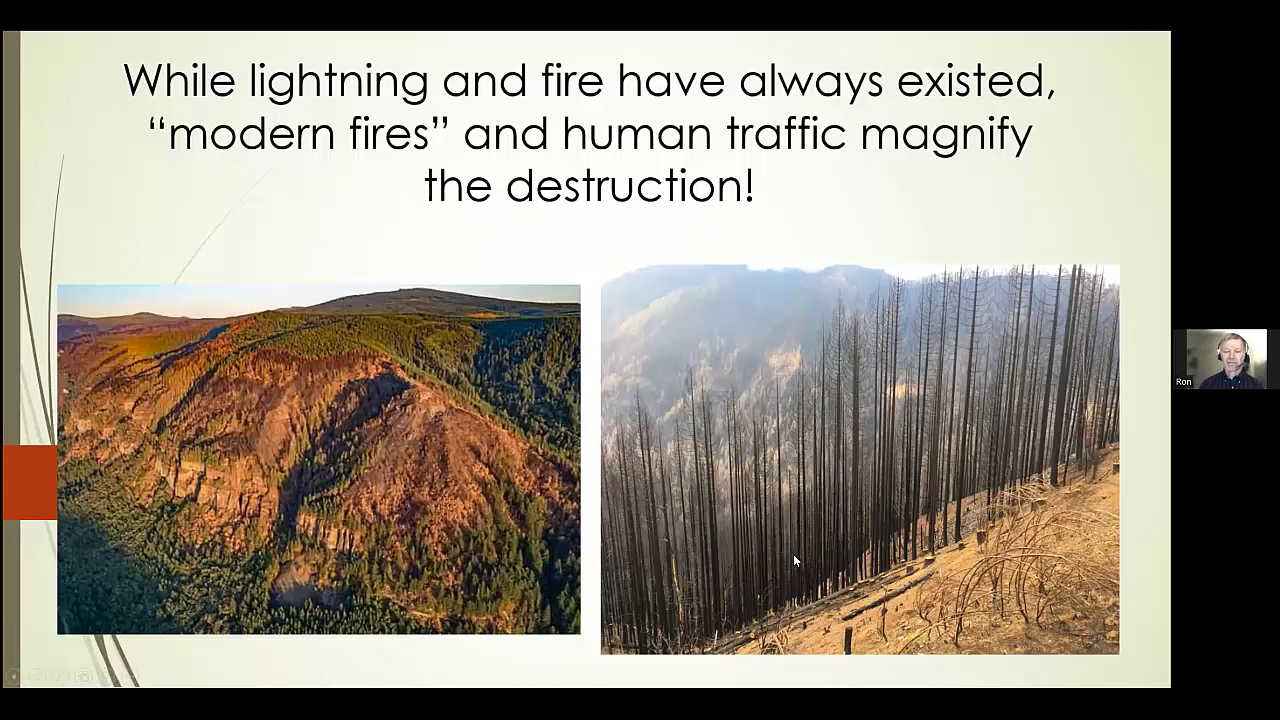 While lightning and fire have always existed,
“modern fires” and human traffic magnify
the destruction!
Ron